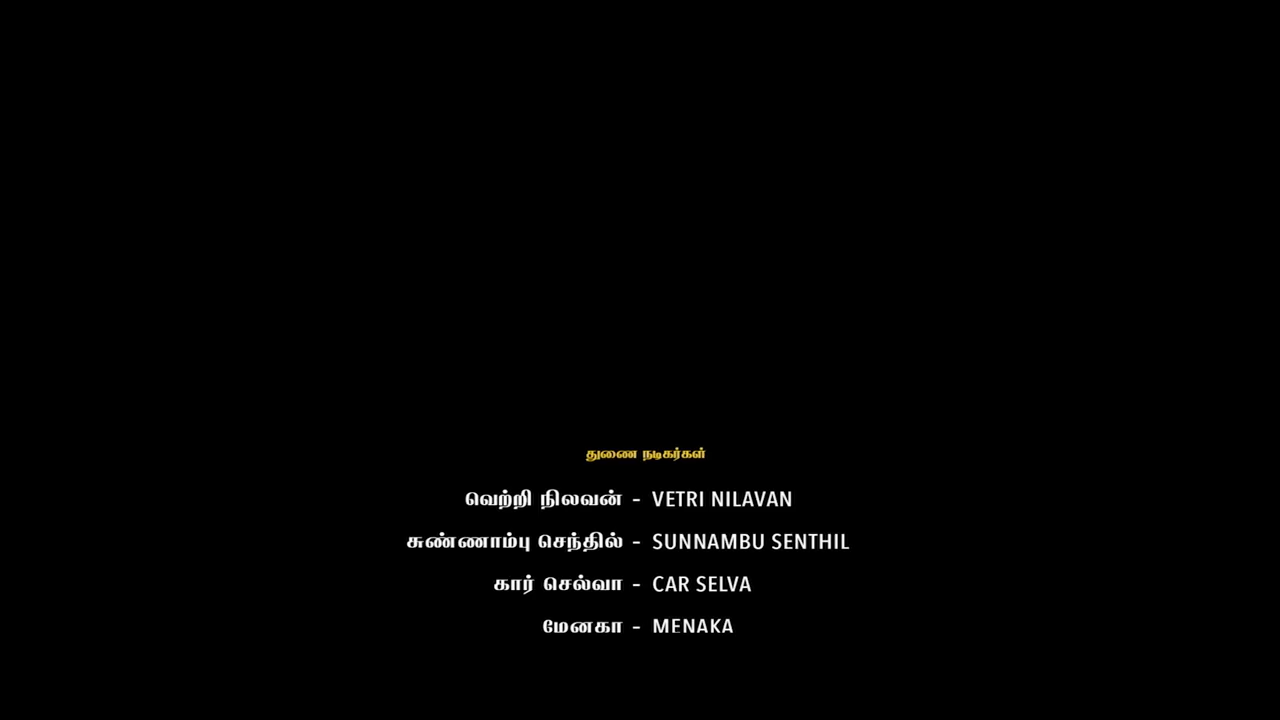 துணை நடிகர்கள்
வெற்றி நிலவன் - VETRI NILAVAN
சுண்ணாம்பு செந்தில் - SUNNAMBU SENTHIL
கார் செல்வா - CAR SELVA
மேனகா - MENAKA